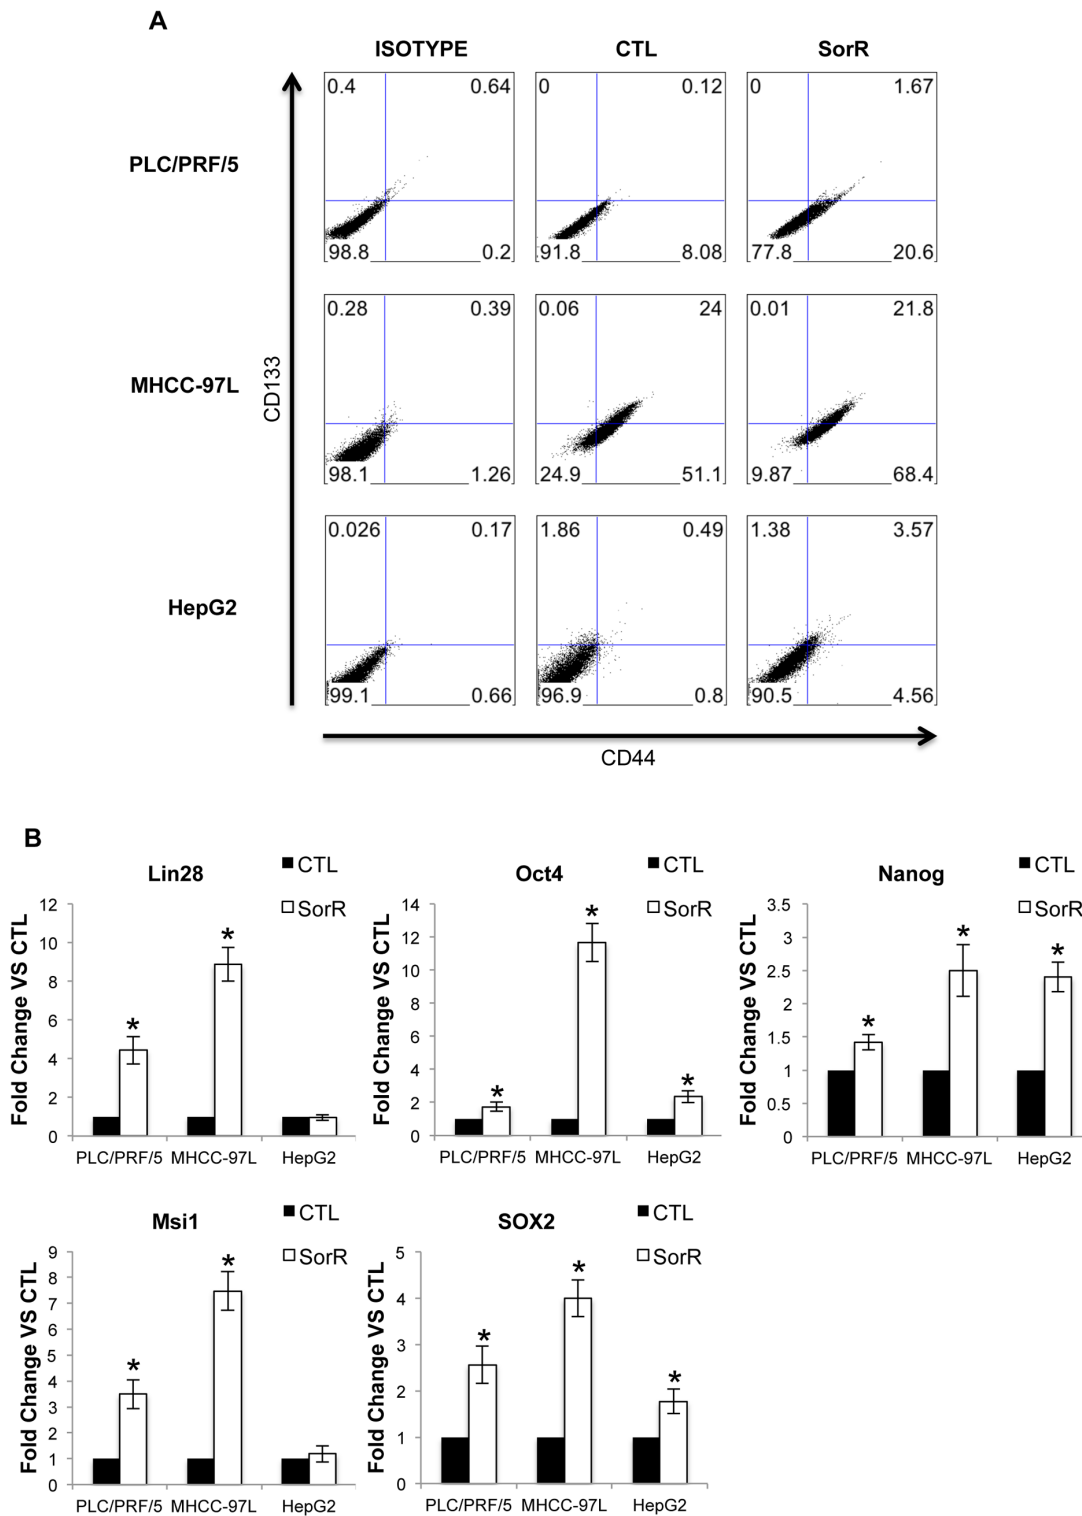 A
ISOTYPE CTL SorR
PLC/PRF/5
0.4 0.64
98.8 0.2
0 0.12
91.8 8.08
0 1.67
77.8 20.6
MHCC-97L
0.28 0.39
98.1 1.26
0.06 24
24.9 51.1
0.01 21.8
9.87 68.4
HepG2
0.026 0.17
99.1 0.66
1.86 0.49
96.9 0.8
1.38 3.57
90.5 4.56
CD133
CD44
B
Lin28
CTL
SorR
Fold Change VS CTL
12
10
8
6
4
2
0
*
*
PLC/PRF/5 MHCC-97L HepG2
Oct4
CTL
SorR
Fold Change VS CTL
14
12
10
8
6
4
2
0
*
*
*
PLC/PRF/5 MHCC-97L HepG2
Nanog
CTL
SorR
Fold Change VS CTL
3.5
3
2.5
2
1.5
1
0.5
0
*
*
*
PLC/PRF/5 MHCC-97L HepG2
Msi1
CTL
SorR
Fold Change VS CTL
9
8
7
6
5
4
3
2
1
0
*
*
PLC/PRF/5 MHCC-97L HepG2
SOX2
CTL
SorR
Fold Change VS CTL
5
4
3
2
1
0
*
*
*
PLC/PRF/5 MHCC-97L HepG2